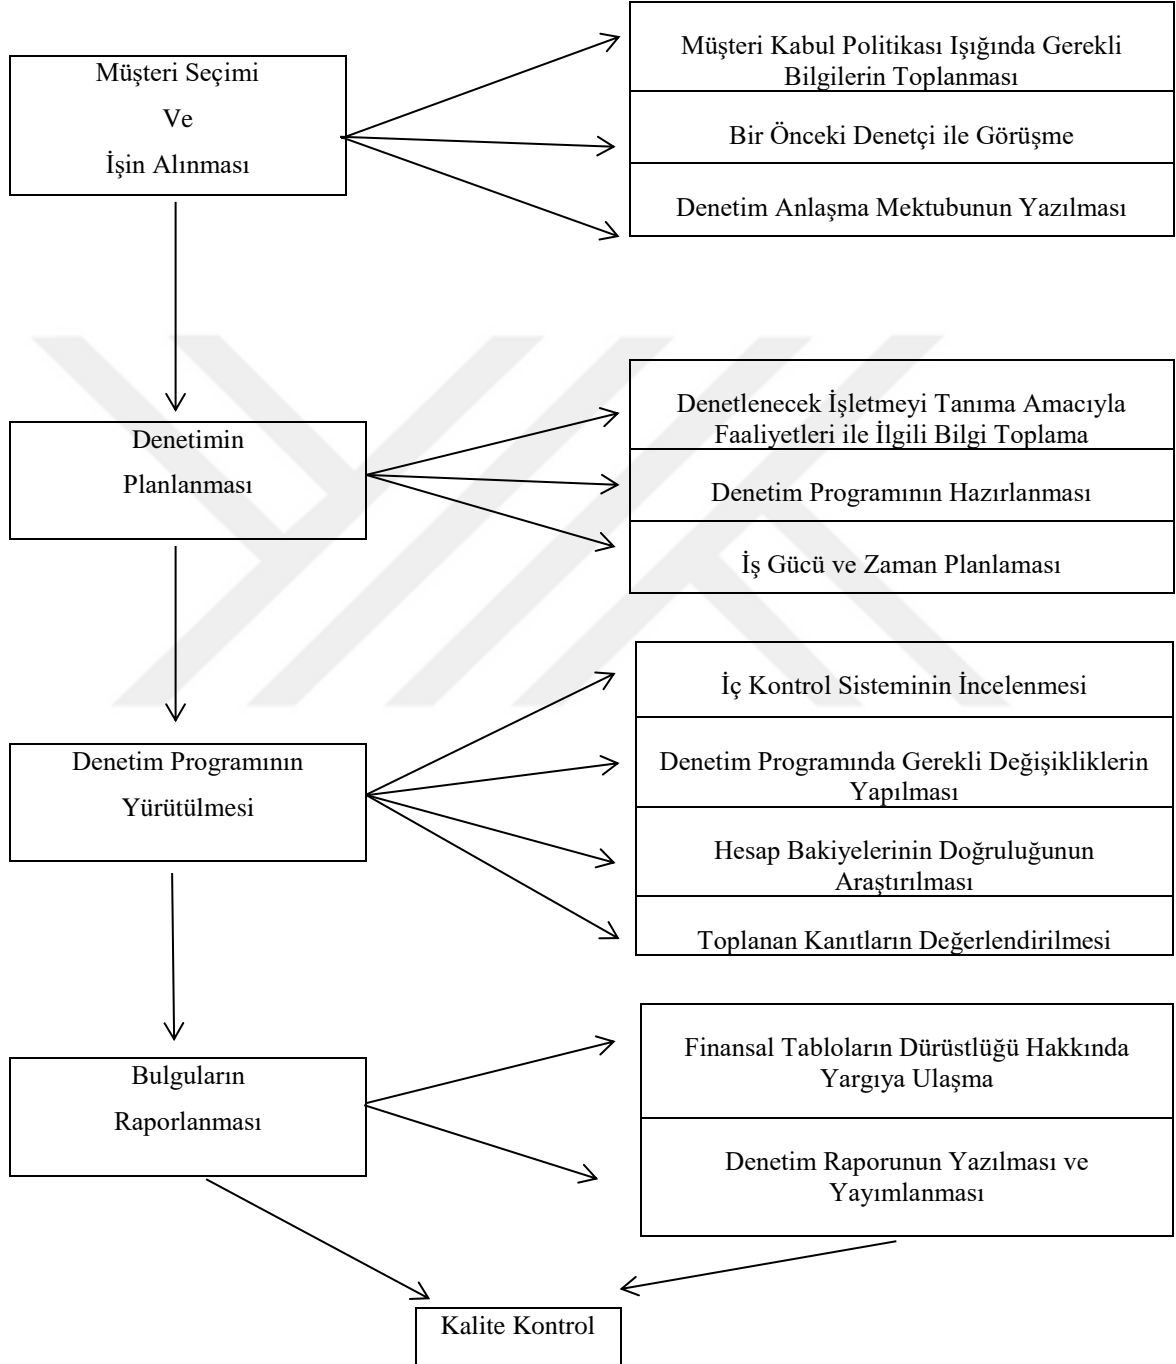 Müşteri Seçimi
Ve
İşin Alınması
Müşteri Kabul Politikası Işığında Gerekli
Bilgilerin Toplanması
Bir Önceki Denetçi ile Görüşme
Denetim Anlaşma Mektubunun Yazılması
Denetimin
Planlanması
Denetlenecek İşletmeyi Tanıma Amacıyla
Faaliyetleri ile İlgili Bilgi Toplama
Denetim Programının Hazırlanması
İş Gücü ve Zaman Planlaması
Denetim Programının
Yürütülmesi
İç Kontrol Sisteminin İncelenmesi
Denetim Programında Gerekli Değişikliklerin
Yapılması
Hesap Bakiyelerinin Doğruluğunun
Araştırılması
Toplanan Kanıtların Değerlendirilmesi
Bulguların
Raporlanması
Finansal Tabloların Dürüstlüğü Hakkında
Yargıya Ulaşma
Denetim Raporunun Yazılması ve
Yayımlanması
Kalite Kontrol